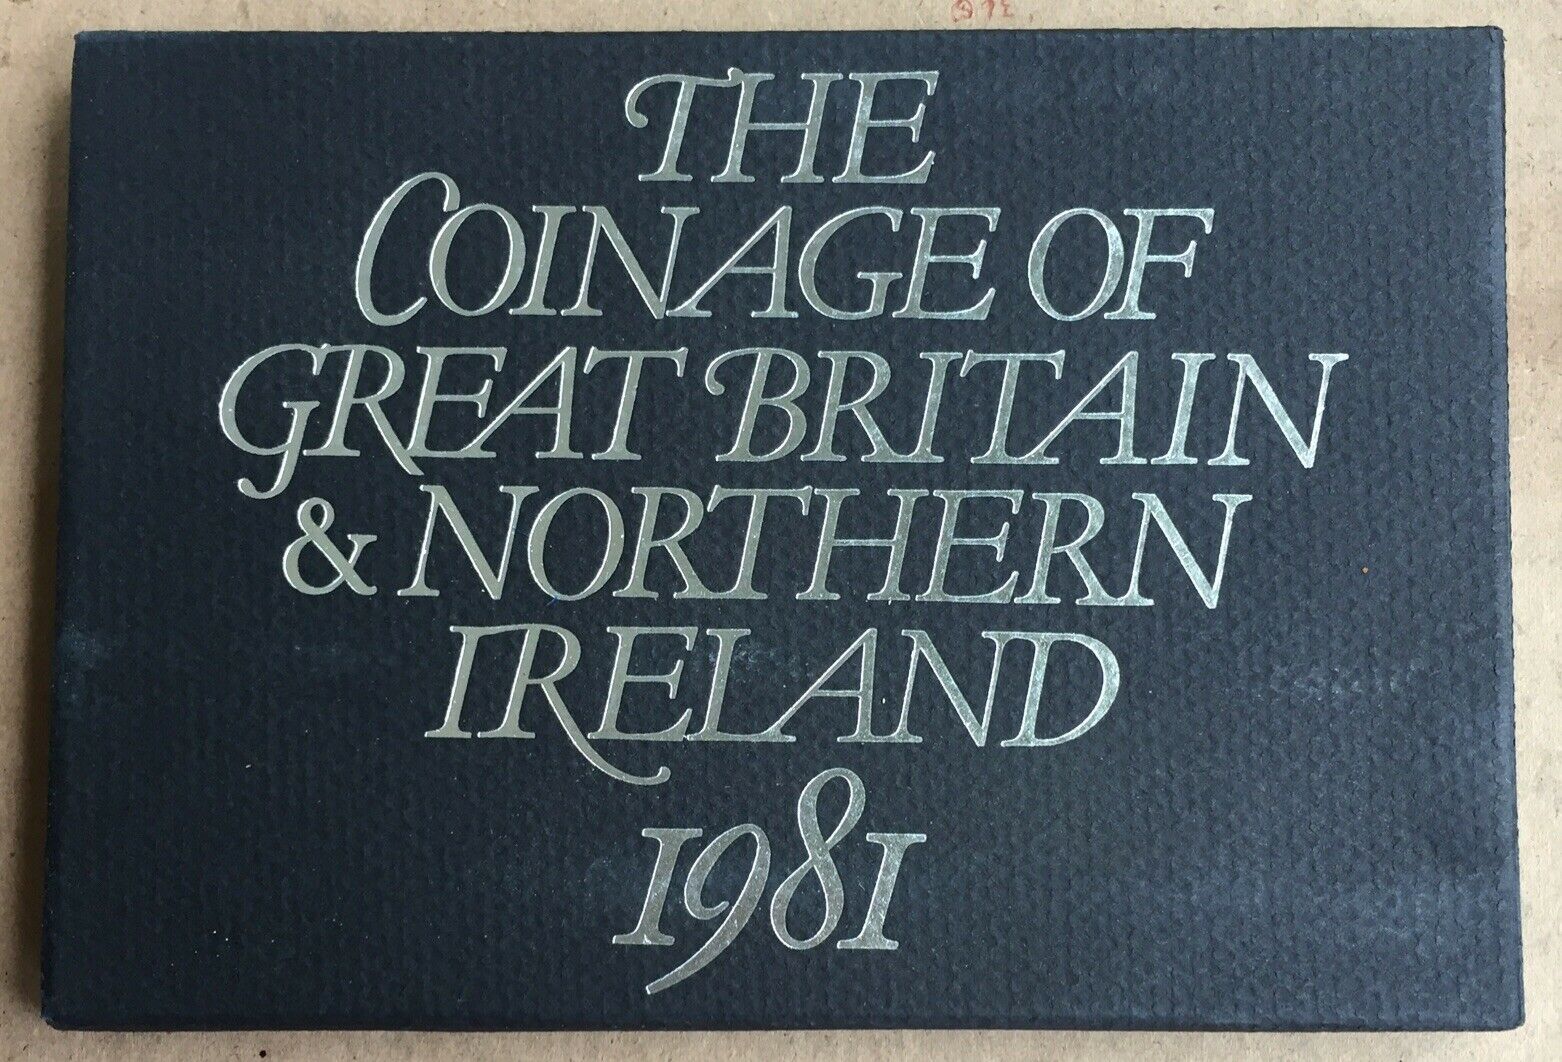 THE
COINAGE OF
GREAT BRITAIN
& NORTHERN
IRELAND
1981